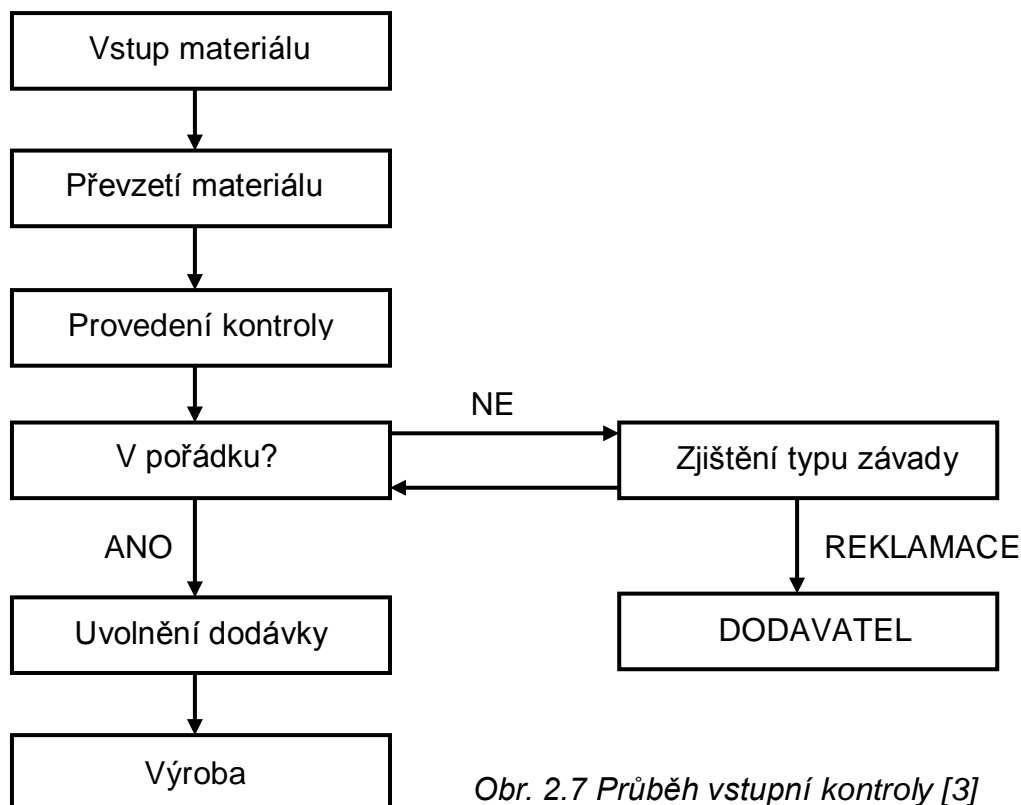 Vstup materiálu
Převzetí materiálu
Provedení kontroly
NE
V pořádku?
Zjištění typu závady
ANO
REKLAMACE
Uvolnění dodávky
DODAVATEL
Výroba
Obr. 2.7 Průběh vstupní kontroly [3]